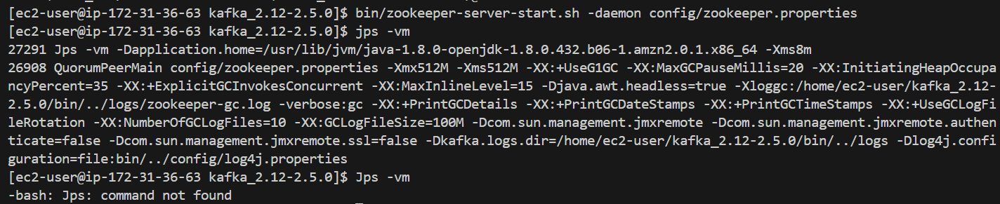 [ec2-user@ip-172-31-36-63 kafka_2.12-2.5.0]$ bin/zookeeper-server-start.sh -daemon config/zookeeper.properties
[ec2-user@ip-172-31-36-63 kafka_2.12-2.5.0]$ jps -vm
27291 Jps -vm -Dapplication.home=/usr/lib/jvm/java-1.8.0-openjdk-1.8.0.432.b06-1.amzn2.0.1.x86_64 -Xms8m
26908 QuorumPeerMain config/zookeeper.properties -Xmx512M -Xms512M -XX:+UseG1GC -XX:MaxGCPauseMillis=20 -XX:InitiatingHeapOccupa
ncyPercent=35 -XX:+ExplicitGCInvokesConcurrent -XX:MaxInlineLevel=15 -Djava.awt.headless=true -Xloggc:/home/ec2-user/kafka_2.12-
2.5.0/bin/../logs/zookeeper-gc.log -verbose:gc -XX:+PrintGCDetails -XX:+PrintGCDateStamps -XX:+PrintGCTimeStamps -XX:+UseGCLogFi
leRotation -XX:NumberOfGCLogFiles=10 -XX:GCLogFileSize=100M -Dcom.sun.management.jmxremote -Dcom.sun.management.jmxremote.authen
ticate=false -Dcom.sun.management.jmxremote.ssl=false -Dkafka.logs.dir=/home/ec2-user/kafka_2.12-2.5.0/bin/../logs -Dlog4j.confi
guration=file:bin/../config/log4j.properties
[ec2-user@ip-172-31-36-63 kafka_2.12-2.5.0]$ Jps -vm
-bash: Jps: command not found